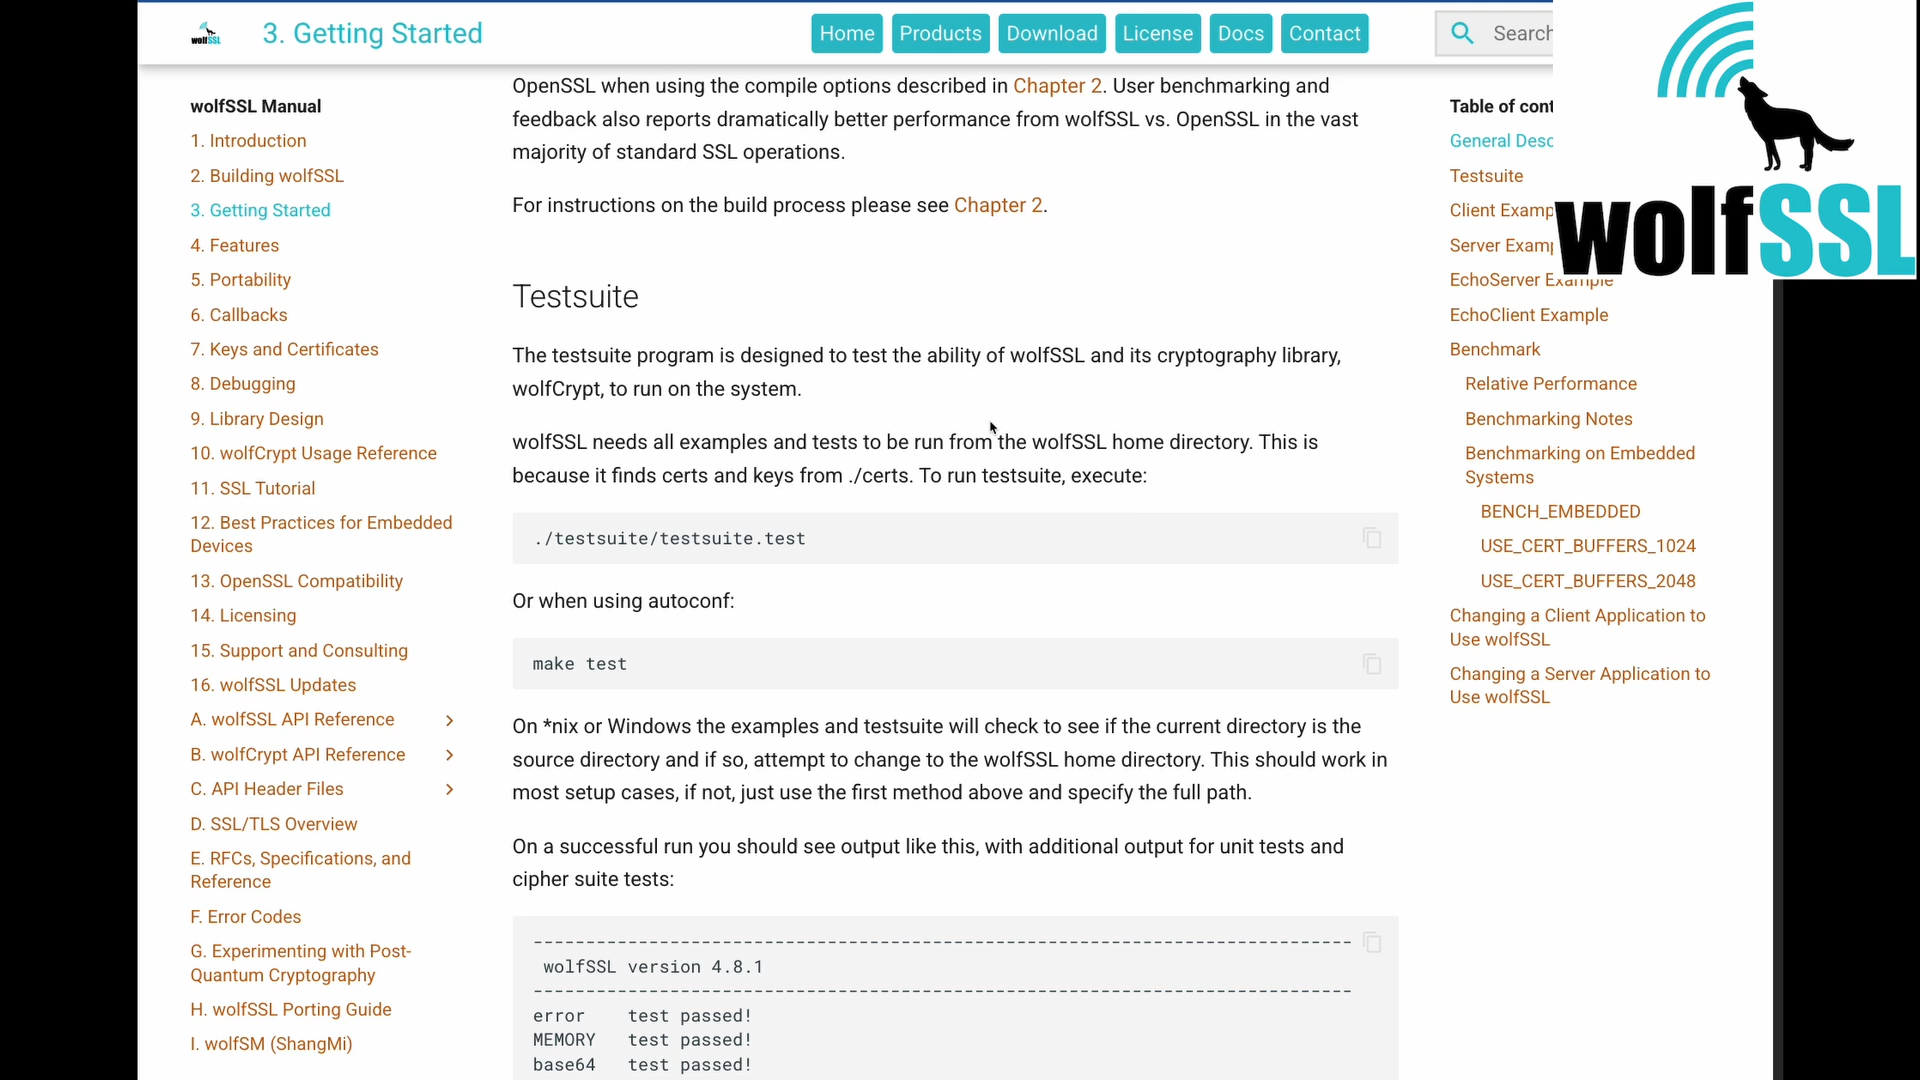 wolfSSL
3. Getting Started
Home
Products
Download
License
Docs
Contact
Search
wolfSSL
wolfSSL Manual
1. Introduction
2. Building wolfSSL
3. Getting Started
4. Features
5. Portability
6. Callbacks
7. Keys and Certificates
8. Debugging
9. Library Design
10. wolfCrypt Usage Reference
11. SSL Tutorial
12. Best Practices for Embedded
Devices
13. OpenSSL Compatibility
14. Licensing
15. Support and Consulting
16. wolfSSL Updates
A. wolfSSL API Reference
B. wolfCrypt API Reference
C. API Header Files
D. SSL/TLS Overview
E. RFCs, Specifications, and
Reference
F. Error Codes
G. Experimenting with Post-
Quantum Cryptography
H. wolfSSL Porting Guide
I. wolfSM (ShangMi)
OpenSSL when using the compile options described in Chapter 2. User benchmarking and
feedback also reports dramatically better performance from wolfSSL vs. OpenSSL in the vast
majority of standard SSL operations.
For instructions on the build process please see Chapter 2.
Testsuite
The testsuite program is designed to test the ability of wolfSSL and its cryptography library,
wolfCrypt, to run on the system.
wolfSSL needs all examples and tests to be run from the wolfSSL home directory. This is
because it finds certs and keys from ./certs. To run testsuite, execute:
./testsuite/testsuite.test
Or when using autoconf:
make test
On *nix or Windows the examples and testsuite will check to see if the current directory is the
source directory and if so, attempt to change to the wolfSSL home directory. This should work in
most setup cases, if not, just use the first method above and specify the full path.
On a successful run you should see output like this, with additional output for unit tests and
cipher suite tests:
------------------------------------------------------------------------------
wolfSSL version 4.8.1
------------------------------------------------------------------------------
error    test passed!
MEMORY   test passed!
base64   test passed!
Table of cont
General Desc
Testsuite
Client Examp
Server Examp
EchoServer Example
EchoClient Example
Benchmark
Relative Performance
Benchmarking Notes
Benchmarking on Embedded
Systems
BENCH_EMBEDDED
USE_CERT_BUFFERS_1024
USE_CERT_BUFFERS_2048
Changing a Client Application to
Use wolfSSL
Changing a Server Application to
Use wolfSSL